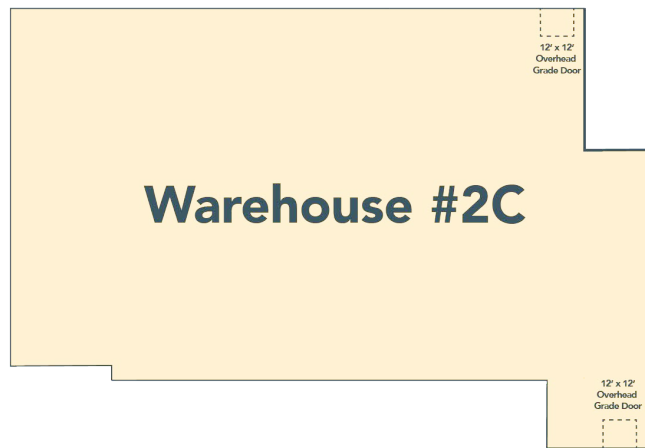 12' x 12'
Overhead
Grade Door
Warehouse #2C
12' x 12'
Overhead
Grade Door